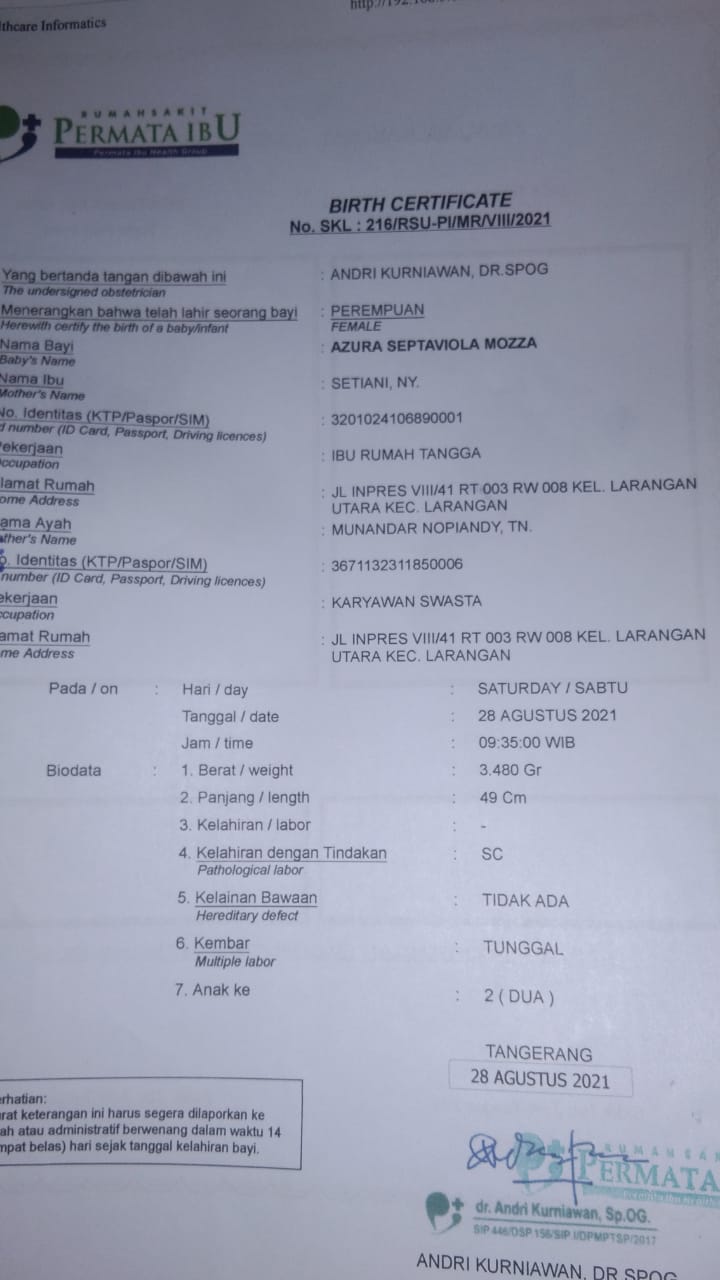 lthcare Informatics
RUMAH SAKIT
PERMATA IBU
Permata Ibu Health Group
BIRTH CERTIFICATE
No. SKL : 216/RSU-PI/MR/VIII/2021
Yang bertanda tangan dibawah ini : ANDRI KURNIAWAN, DR.SPOG
The undersigned obstetrician
Menerangkan bahwa telah lahir seorang bayi : PEREMPUAN
Herewith certify the birth of a baby/infant FEMALE
Nama Bayi : AZURA SEPTAVIOLA MOZZA
Baby's Name
Nama Ibu : SETIANI, NY.
Mother's Name
No. Identitas (KTP/Paspor/SIM) : 3201024106890001
d number (ID Card, Passport, Driving licences)
ekerjaan : IBU RUMAH TANGGA
ccupation
lamat Rumah : JL INPRES VIII/41 RT 003 RW 008 KEL. LARANGAN
ome Address UTARA KEC. LARANGAN
ama Ayah : MUNANDAR NOPIANDY, TN.
ather's Name
o. Identitas (KTP/Paspor/SIM) : 3671132311850006
number (ID Card, Passport, Driving licences)
ekerjaan : KARYAWAN SWASTA
ccupation
amat Rumah : JL INPRES VIII/41 RT 003 RW 008 KEL. LARANGAN
me Address UTARA KEC. LARANGAN
Pada / on : Hari / day : SATURDAY / SABTU
Tanggal / date : 28 AGUSTUS 2021
Jam / time : 09:35:00 WIB
Biodata : 1. Berat / weight : 3.480 Gr
2. Panjang / length : 49 Cm
3. Kelahiran / labor : -
4. Kelahiran dengan Tindakan : SC
Pathological labor
5. Kelainan Bawaan : TIDAK ADA
Hereditary defect
6. Kembar : TUNGGAL
Multiple labor
7. Anak ke : 2 ( DUA )
TANGERANG
28 AGUSTUS 2021
erhatian:
urat keterangan ini harus segera dilaporkan ke
ah atau administratif berwenang dalam waktu 14
mpat belas) hari sejak tanggal kelahiran bayi.
RUMAH SA
PERMATA
Permata Ibu Health
dr. Andri Kurniawan, Sp.OG.
SIP 446/DSP 156/SIP I/DPMPTSP/2017
ANDRI KURNIAWAN, DR.SPOG